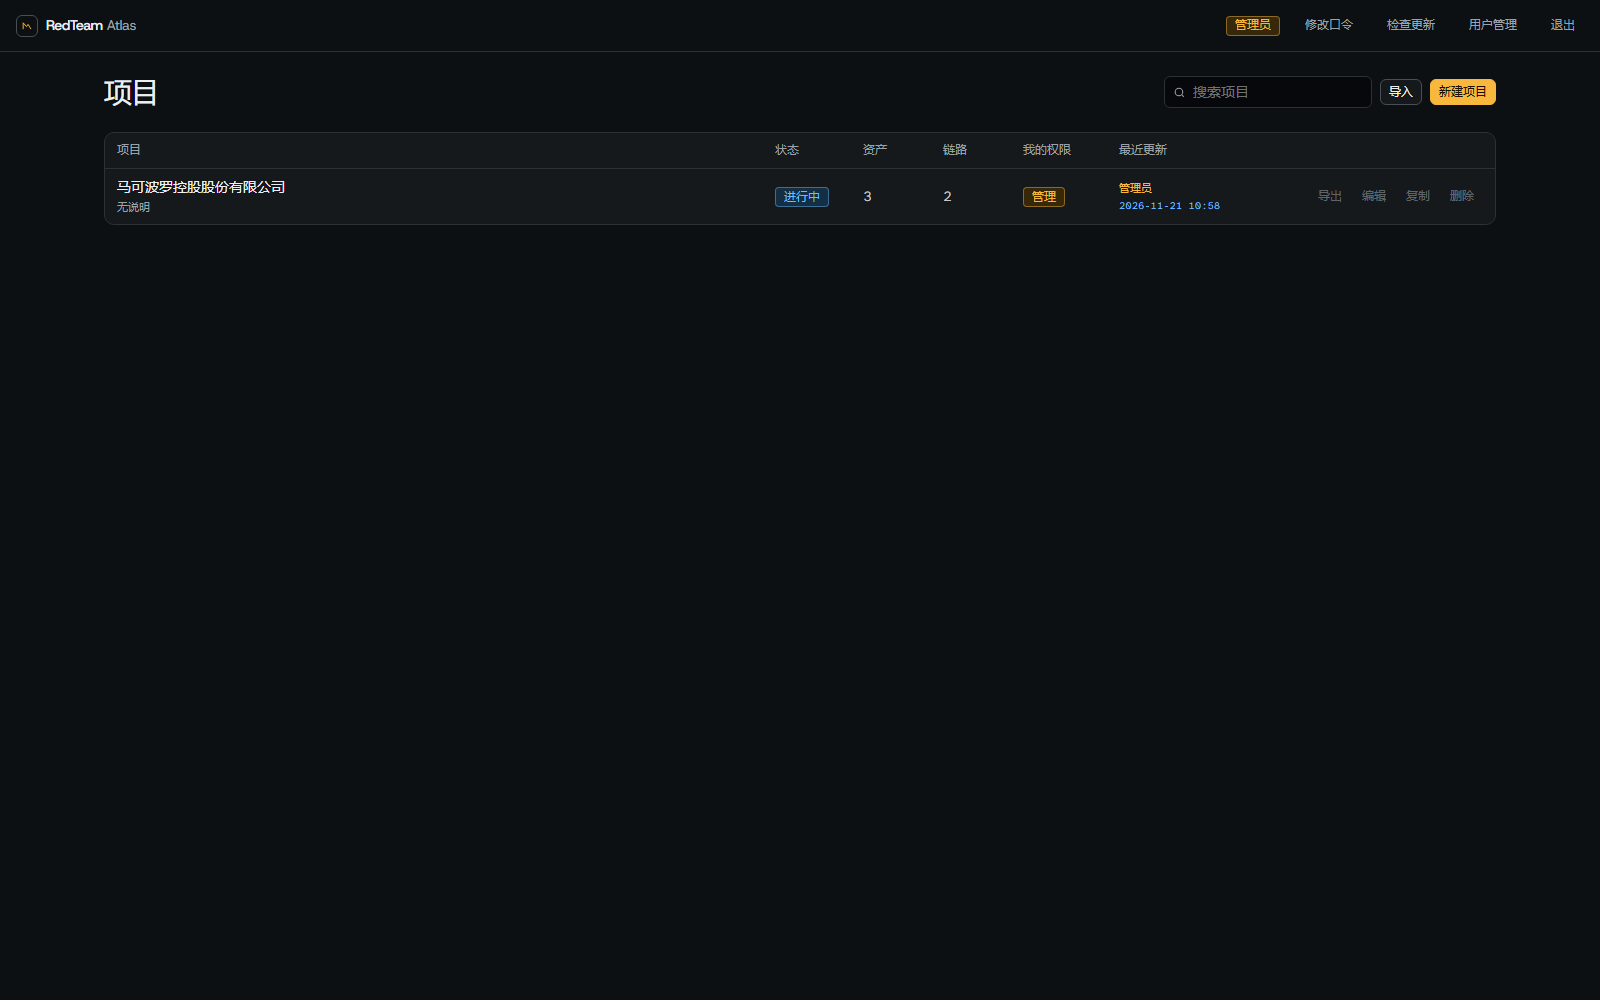 RedTeam Atlas
管理员 修改口令 检查更新 用户管理 退出
项目
搜索项目 导入 新建项目
项目 状态 资产 链路 我的权限 最近更新
马可波罗控股股份有限公司
无说明
进行中 3 2 管理
管理员
2026-11-21 10:58
导出 编辑 复制 删除